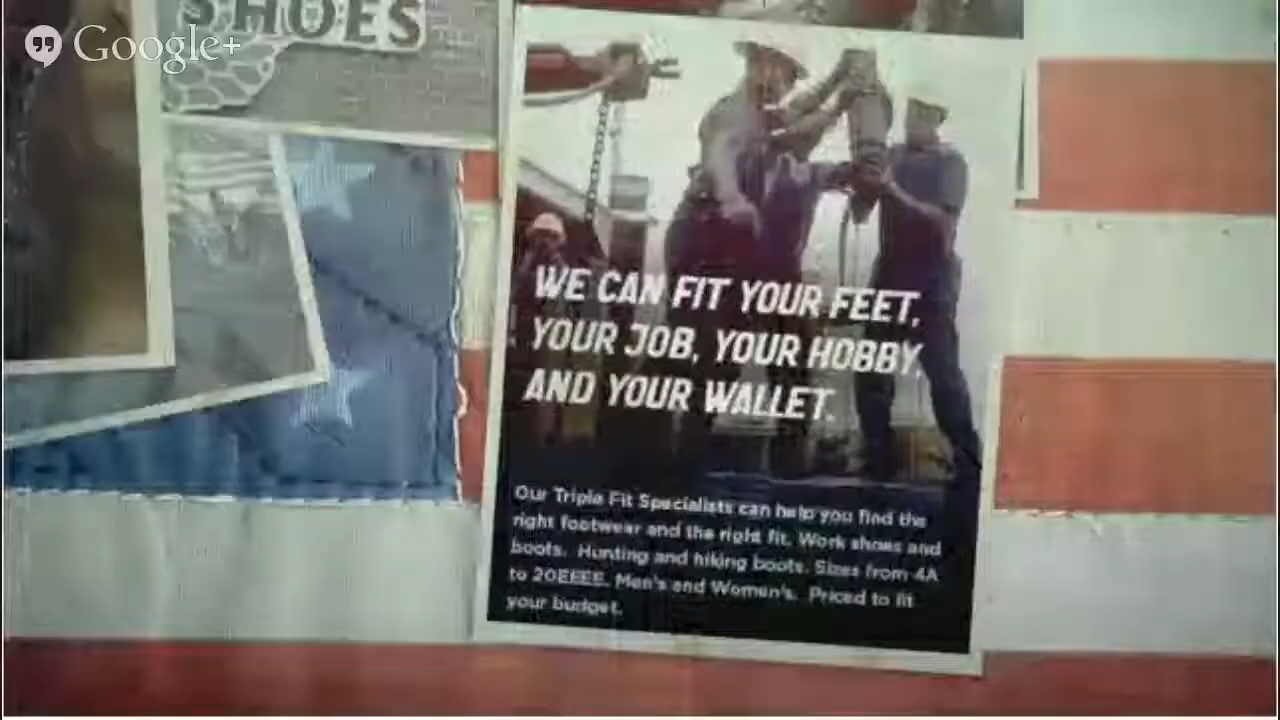 SHOES
Google+
WE CAN FIT YOUR FEET,
YOUR JOB, YOUR HOBBY,
AND YOUR WALLET.
Our Triple Fit Specialists can help you find the
right footwear and the right fit. Work shoes and
boots. Hunting and hiking boots. Sizes from 4A
to 20EEEE. Men's and Women's. Priced to fit
your budget.